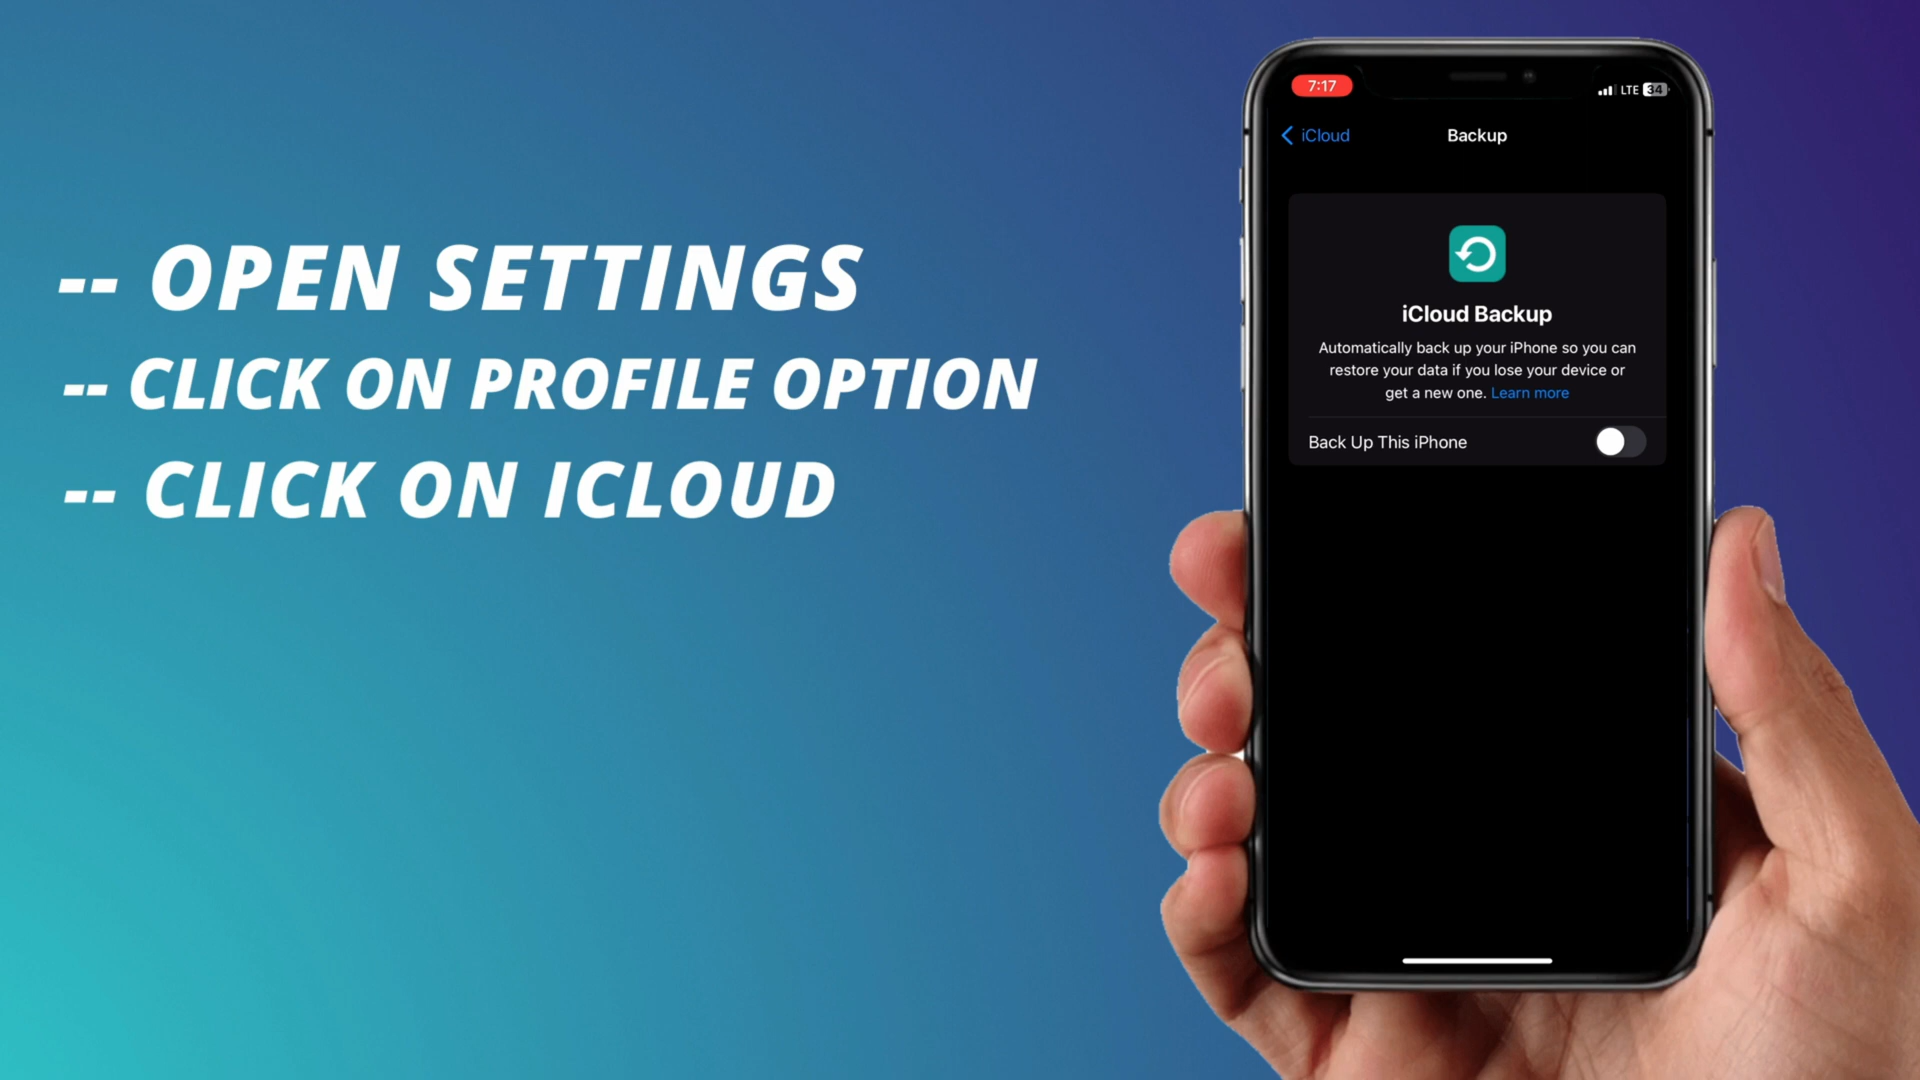 -- OPEN SETTINGS
-- CLICK ON PROFILE OPTION
-- CLICK ON ICLOUD
7:17
LTE 34
iCloud
Backup
iCloud Backup
Automatically back up your iPhone so you can
restore your data if you lose your device or
get a new one. Learn more
Back Up This iPhone